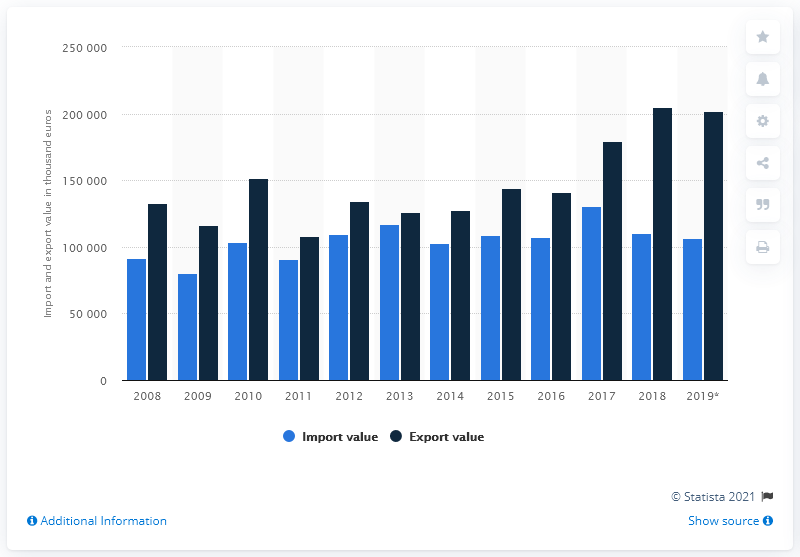 250 000
200 000
150 000
100 000
50 000
0
Import and export value in thousand euros
2008 2009 2010 2011 2012 2013 2014 2015 2016 2017 2018 2019*
Import value Export value
© Statista 2021
Additional Information
Show source